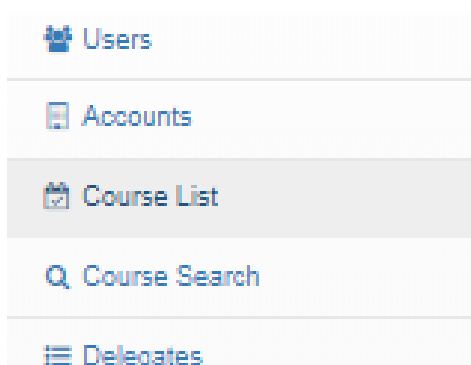 Users
Accounts
Course List
Course Search
Delegates